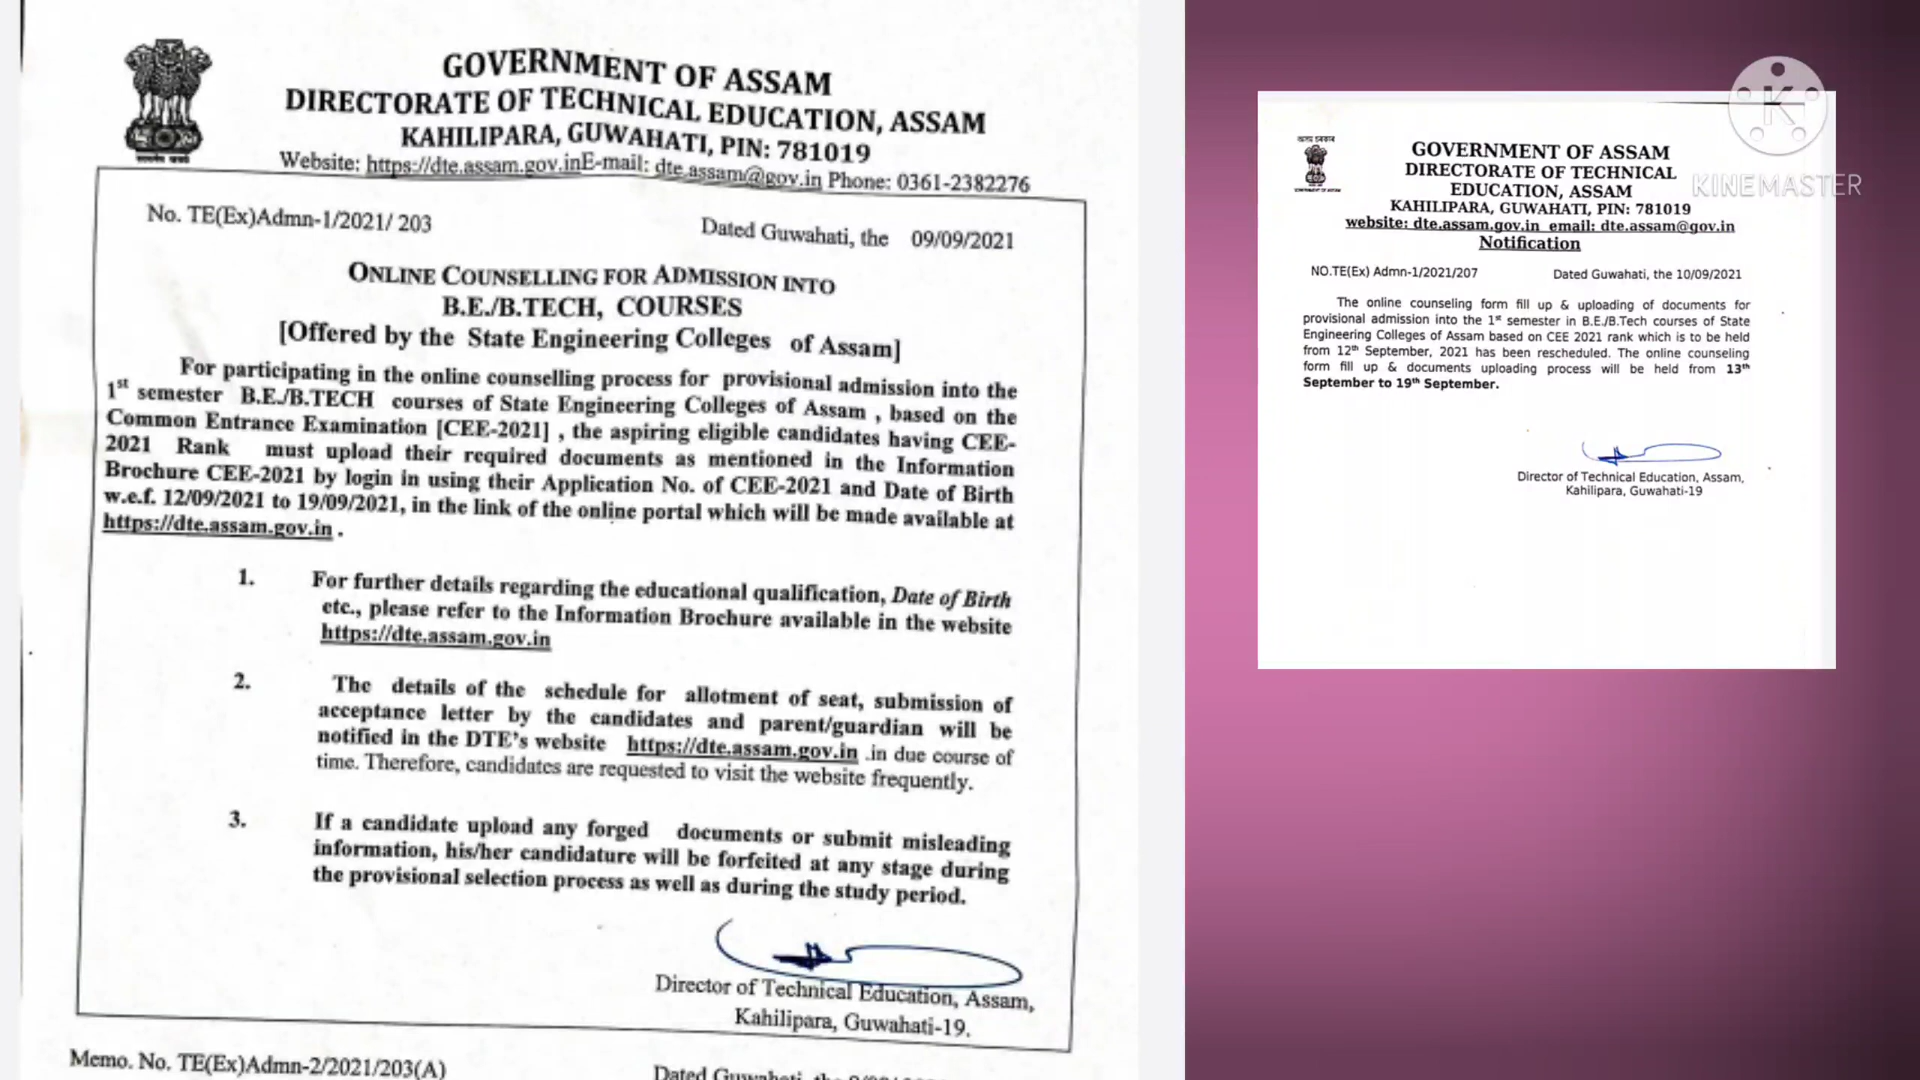 GOVERNMENT OF ASSAM
DIRECTORATE OF TECHNICAL EDUCATION, ASSAM
KAHILIPARA, GUWAHATI, PIN: 781019
Website: https://dte.assam.gov.inE-mail: dte.assam@gov.in Phone: 0361-2382276
No. TE(Ex)Admn-1/2021/ 203 Dated Guwahati, the 09/09/2021
ONLINE COUNSELLING FOR ADMISSION INTO
B.E./B.TECH, COURSES
[Offered by the State Engineering Colleges of Assam]
For participating in the online counselling process for provisional admission into the
1st semester B.E./B.TECH courses of State Engineering Colleges of Assam , based on the
Common Entrance Examination [CEE-2021] , the aspiring eligible candidates having CEE-
2021 Rank must upload their required documents as mentioned in the Information
Brochure CEE-2021 by login in using their Application No. of CEE-2021 and Date of Birth
w.e.f. 12/09/2021 to 19/09/2021, in the link of the online portal which will be made available at
https://dte.assam.gov.in .
1. For further details regarding the educational qualification, Date of Birth
etc., please refer to the Information Brochure available in the website
https://dte.assam.gov.in
2. The details of the schedule for allotment of seat, submission of
acceptance letter by the candidates and parent/guardian will be
notified in the DTE's website https://dte.assam.gov.in .in due course of
time. Therefore, candidates are requested to visit the website frequently.
3. If a candidate upload any forged documents or submit misleading
information, his/her candidature will be forfeited at any stage during
the provisional selection process as well as during the study period.
Director of Technical Education, Assam,
Kahilipara, Guwahati-19.
Memo. No. TE(Ex)Admn-2/2021/203(A) Dated Guwahati, the
GOVERNMENT OF ASSAM
DIRECTORATE OF TECHNICAL
EDUCATION, ASSAM
KAHILIPARA, GUWAHATI, PIN: 781019
website: dte.assam.gov.in email: dte.assam@gov.in
Notification
NO.TE(Ex) Admn-1/2021/207 Dated Guwahati, the 10/09/2021
The online counseling form fill up & uploading of documents for
provisional admission into the 1st semester in B.E./B.Tech courses of State
Engineering Colleges of Assam based on CEE 2021 rank which is to be held
from 12th September, 2021 has been rescheduled. The online counseling
form fill up & documents uploading process will be held from 13th
September to 19th September.
Director of Technical Education, Assam,
Kahilipara, Guwahati-19
K
KINEMASTER